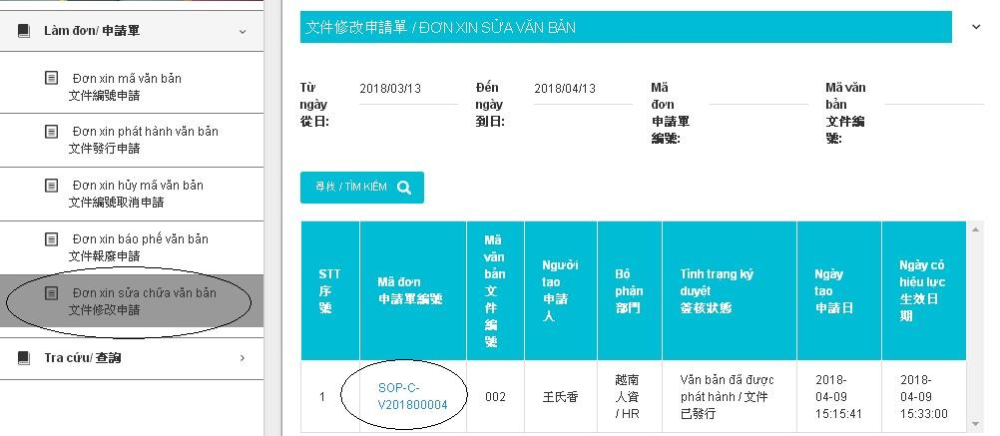 Làm đơn/ 申請單
Đơn xin mã văn bản
文件編號申請
Đơn xin phát hành văn bản
文件發行申請
Đơn xin hủy mã văn bản
文件編號取消申請
Đơn xin báo phế văn bản
文件報廢申請
Đơn xin sửa chữa văn bản
文件修改申請
Tra cứu/ 查詢
文件修改申請單 / ĐƠN XIN SỬA VĂN BẢN
Từ
ngày
從日:
2018/03/13
Đến
ngày
到日:
2018/04/13
Mã
đơn
申請單
編號:
Mã văn
bản
文件編
號:
尋找 / TÌM KIẾM
STT
序
號
Mã đơn
申請單編號
Mã
văn
bản
文
件
編
號
Người
tạo
申請
人
Bô
phận
部門
Tình trạng ký
duyệt
簽核狀態
Ngày
tạo
申請日
Ngày có
hiệu lực
生效日
期
1
SOP-C-
V201800004
002
王氏香
越南
人資
/ HR
Văn bản đã được
phát hành / 文件
已發行
2018-
04-09
15:15:41
2018-
04-09
15:33:00